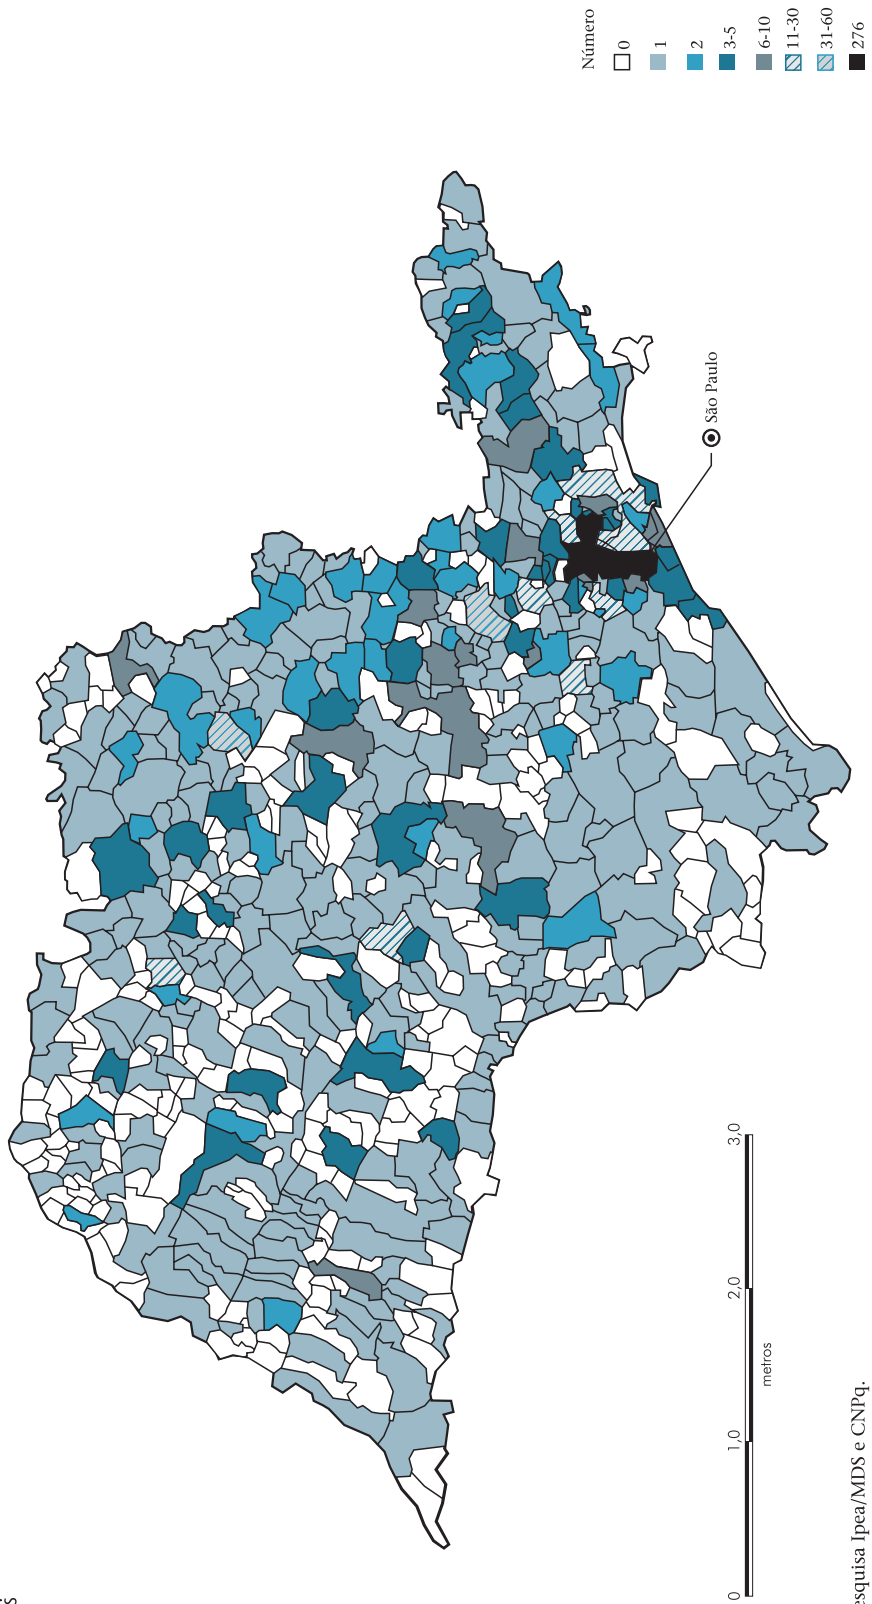 Número
0
1
2
3-5
6-10
11-30
31-60
276
São Paulo
0 1,0 2,0 3,0
metros
esquisa Ipea/MDS e CNPq.